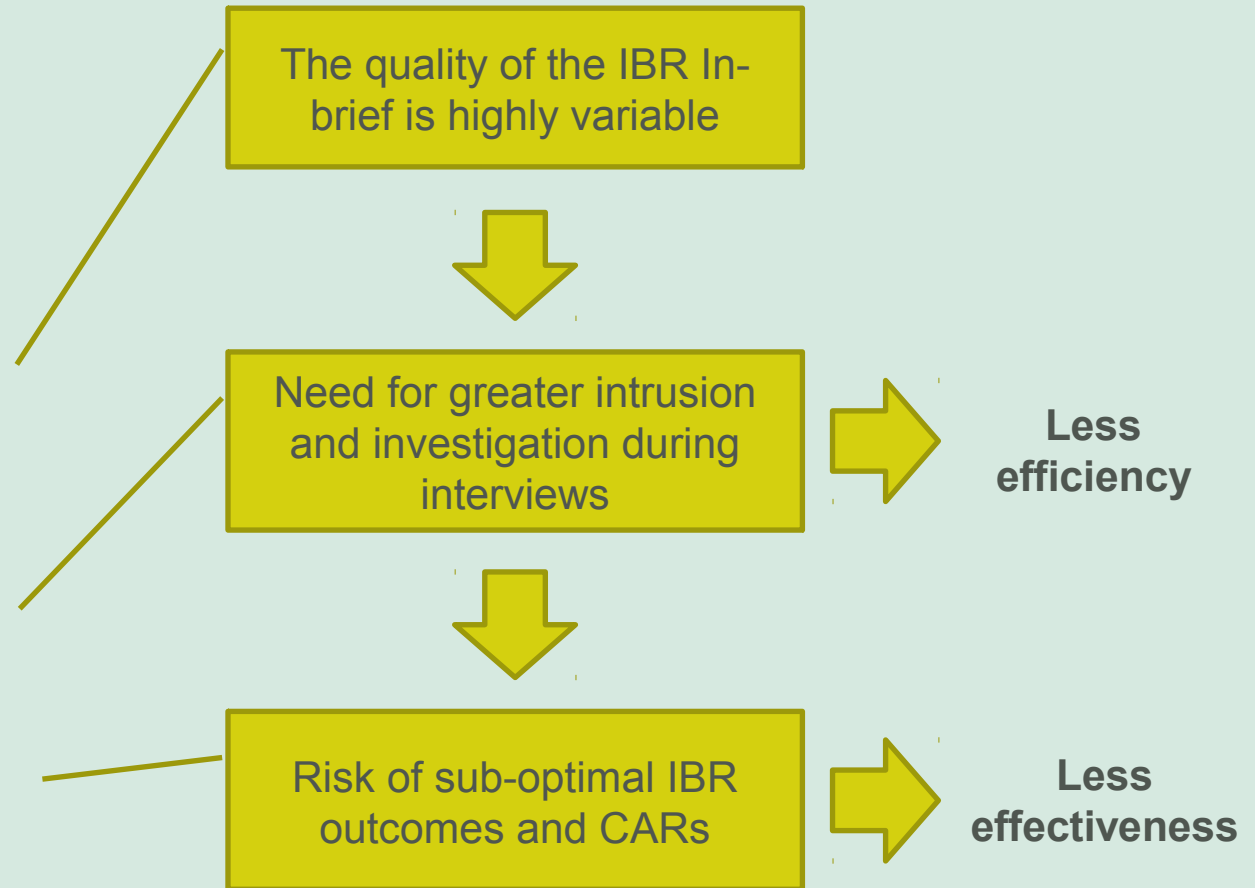 The quality of the IBR In-
brief is highly variable
Need for greater intrusion
and investigation during
interviews
Less
efficiency
Risk of sub-optimal IBR
outcomes and CARs
Less
effectiveness